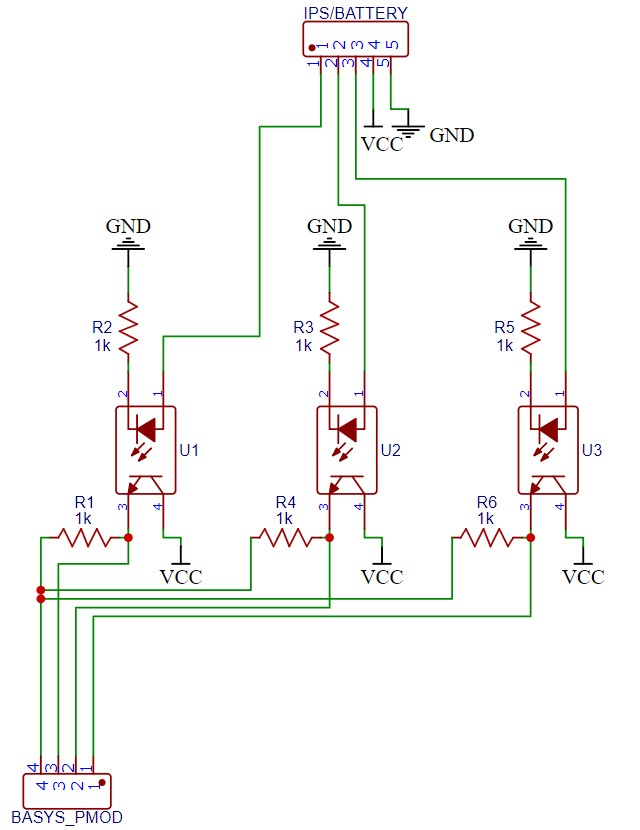 IPS/BATTERY
1 2 3 4 5
1 2 3 4 5
VCC GND
GND GND GND
R2 1k R3 1k R5 1k
2 1 2 1 2 1
U1 U2 U3
R1 1k 3 4 R4 1k 3 4 R6 1k 3 4
VCC VCC VCC
4 3 2 1
4 3 2 1
BASYS_PMOD